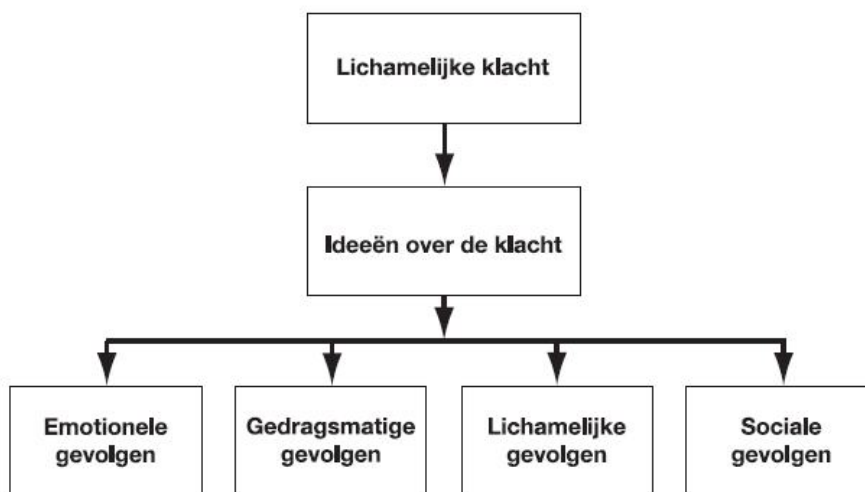 Lichamelijke klacht
Ideeën over de klacht
Emotionele
gevolgen
Gedragsmatige
gevolgen
Lichamelijke
gevolgen
Sociale
gevolgen